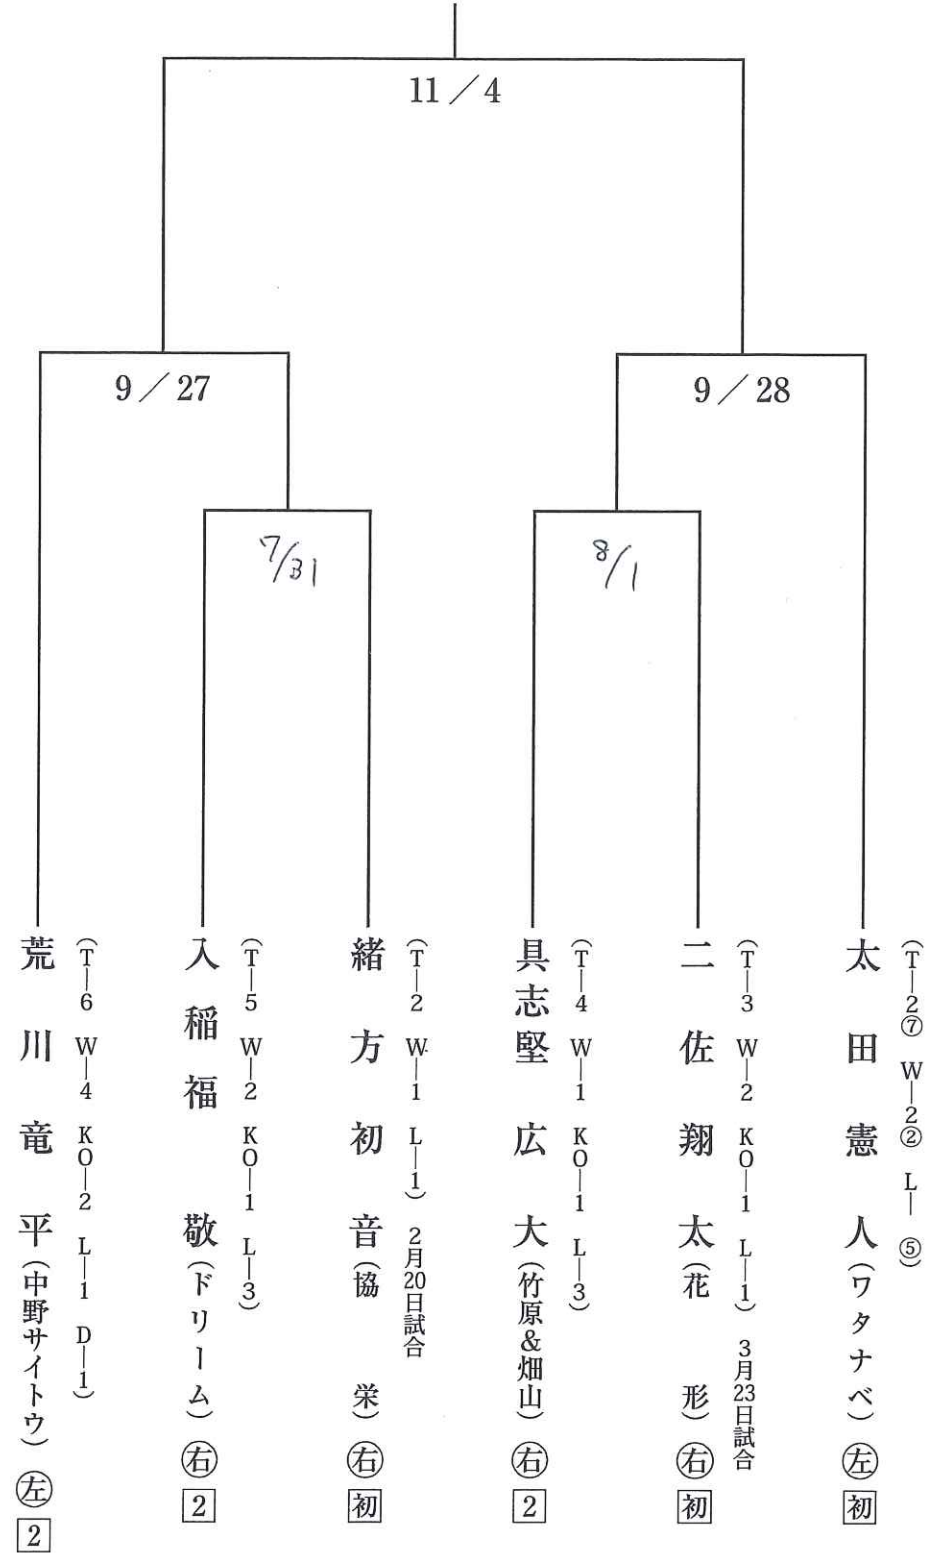 11／4
9／27
9／28
7/31
8/1
荒川竜平（中野サイトウ）㊧2
（T―6 W―4 KO―2 L―1 D―1）
入稲福敬（ドリーム）㊨2
（T―5 W―2 KO―1 L―3）
緒方初音（協栄）㊨初
（T―2 W―1 L―1）2月20日試合
具志堅広大（竹原＆畑山）㊨2
（T―4 W―1 KO―1 L―3）
二佐翔太（花形）㊨初
（T―3 W―2 KO―1 L―1）3月23日試合
太田憲人（ワタナベ）㊧初
（T―2⑦ W―2② L―⑤）